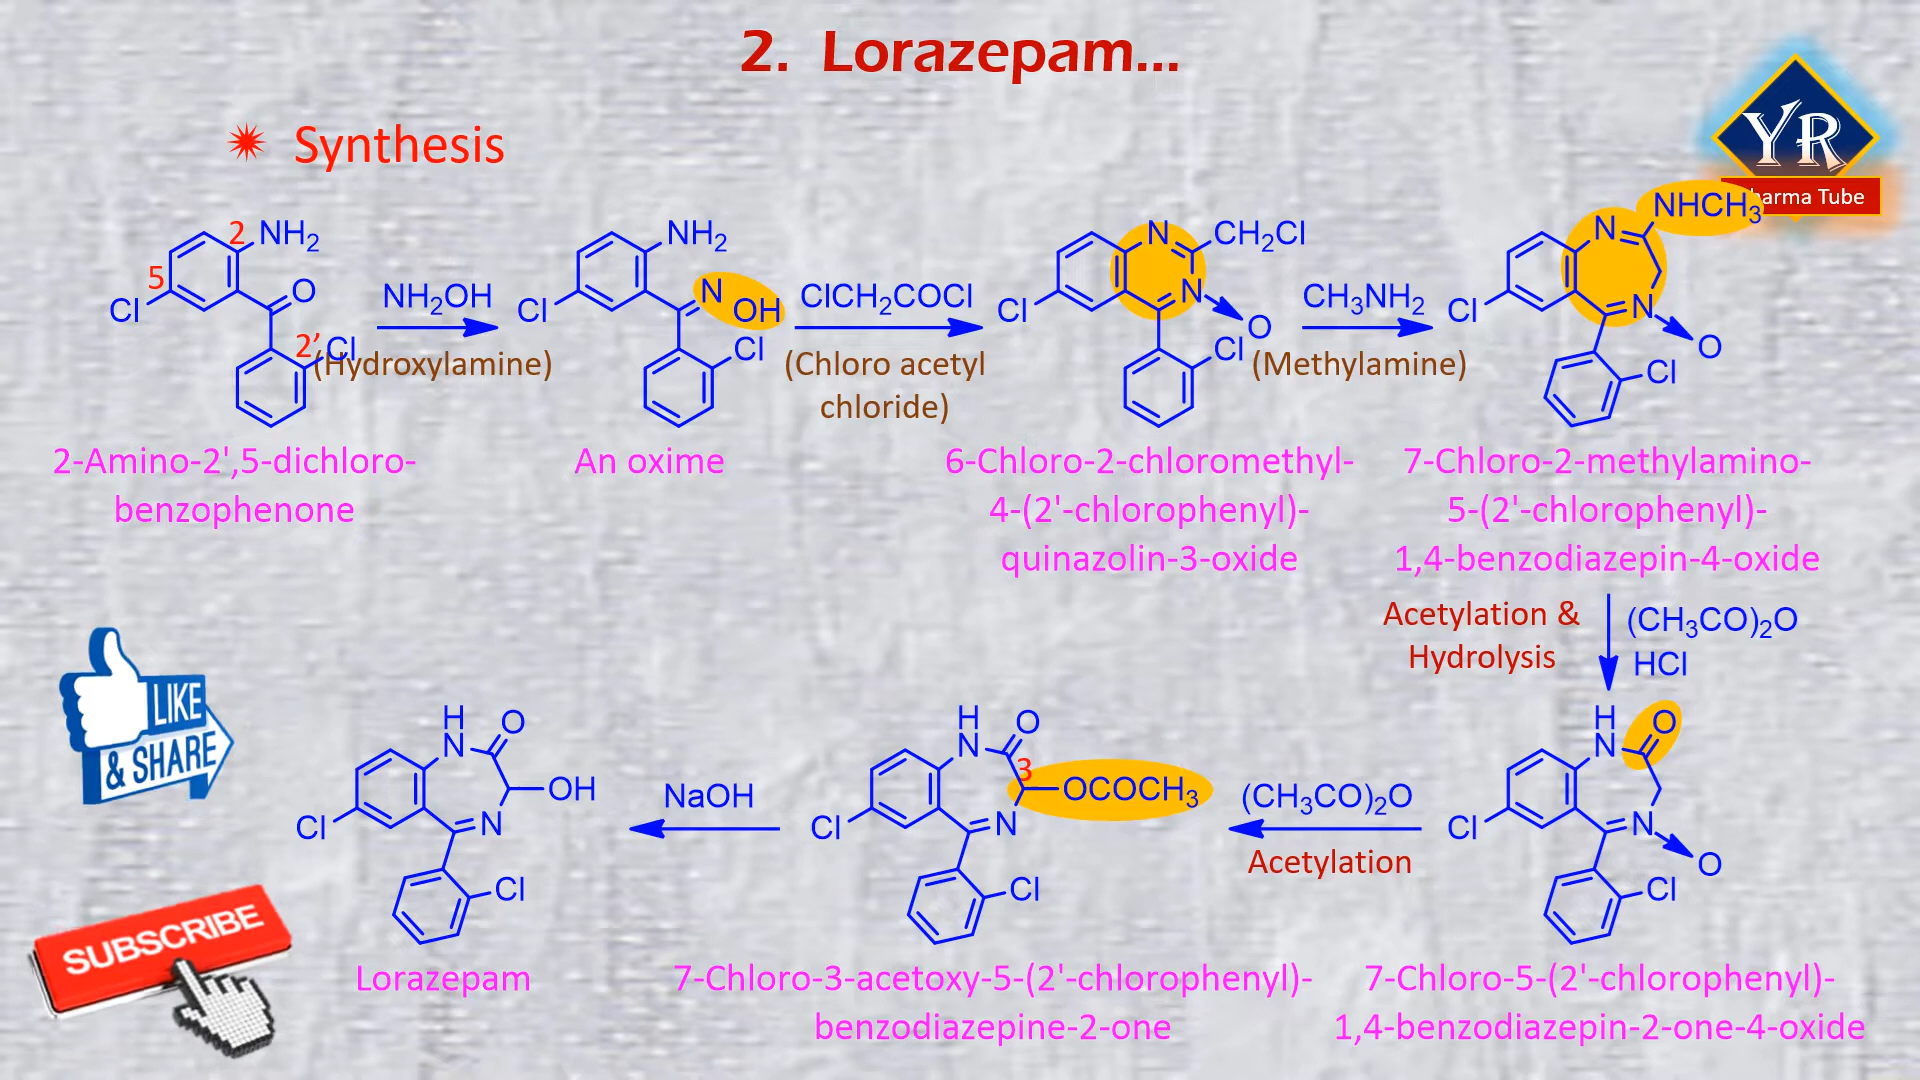 2. Lorazepam...
YR
Pharma Tube
Synthesis
2 NH2
5
O
Cl
2’ Cl
NH2OH
(Hydroxylamine)
2-Amino-2',5-dichloro-
benzophenone
NH2
N
OH
Cl
Cl
An oxime
ClCH2COCl
(Chloro acetyl
chloride)
N CH2Cl
N
Cl
O
Cl
6-Chloro-2-chloromethyl-
4-(2'-chlorophenyl)-
quinazolin-3-oxide
CH3NH2
(Methylamine)
NHCH3
N
Cl
N
O
Cl
7-Chloro-2-methylamino-
5-(2'-chlorophenyl)-
1,4-benzodiazepin-4-oxide
Acetylation &
Hydrolysis
(CH3CO)2O
HCl
H
N
O
Cl
N
O
Cl
7-Chloro-5-(2'-chlorophenyl)-
1,4-benzodiazepin-2-one-4-oxide
(CH3CO)2O
Acetylation
H
N
O
3
OCOCH3
Cl
N
Cl
7-Chloro-3-acetoxy-5-(2'-chlorophenyl)-
benzodiazepine-2-one
NaOH
H
N
O
OH
Cl
N
Cl
Lorazepam
LIKE
& SHARE
SUBSCRIBE